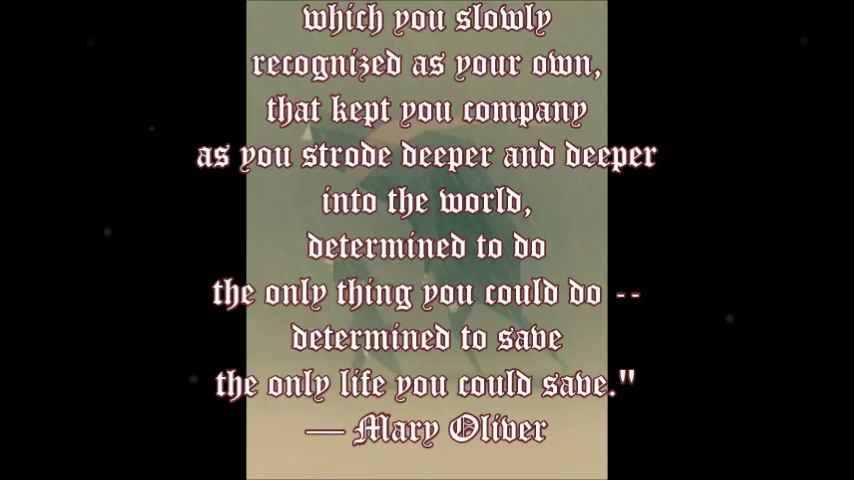 which you slowly
recognized as your own,
that kept you company
as you strode deeper and deeper
into the world,
determined to do
the only thing you could do --
determined to save
the only life you could save."
— Mary Oliver